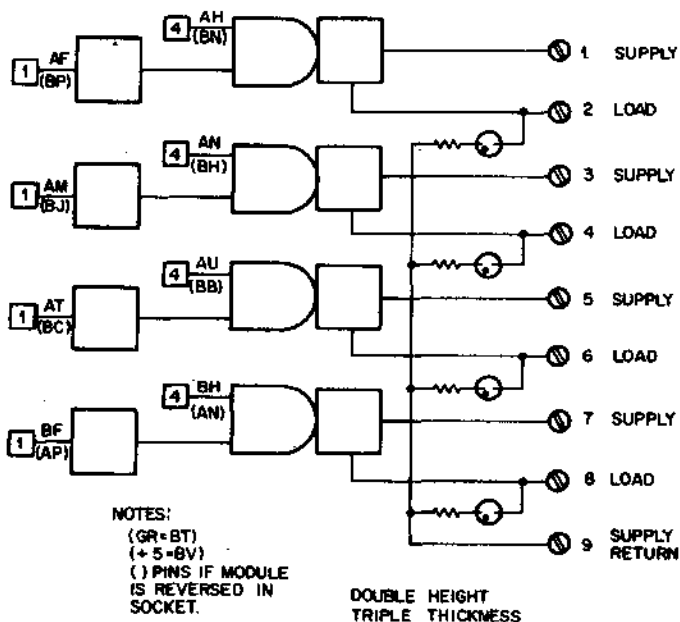 4 AH (BN)
1 AF (BP)
1 SUPPLY
2 LOAD
4 AN (BH)
1 AM (BJ)
3 SUPPLY
4 LOAD
4 AU (BB)
1 AT (BC)
5 SUPPLY
6 LOAD
4 BH (AN)
1 BF (AP)
7 SUPPLY
8 LOAD
9 SUPPLY RETURN
NOTES:
(GR=BT)
(+5=BV)
( ) PINS IF MODULE
IS REVERSED IN
SOCKET.
DOUBLE HEIGHT
TRIPLE THICKNESS